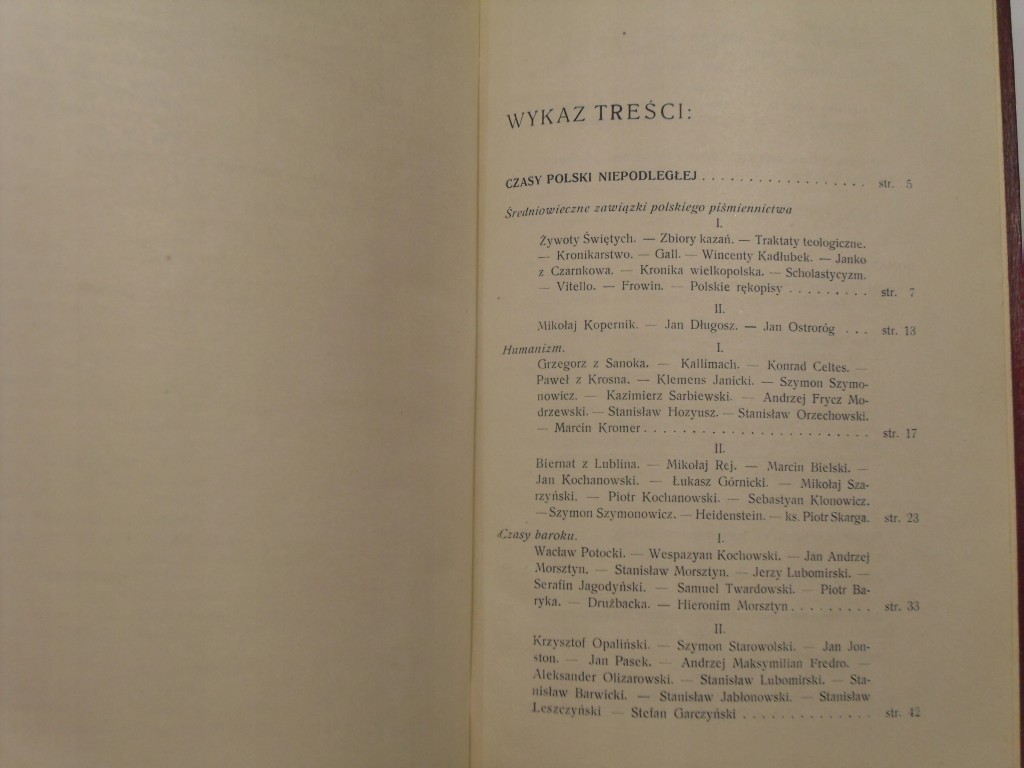 WYKAZ TREŚCI:
CZASY POLSKI NIEPODLEGŁEJ . . . . . . . . . . . . . . . . . . str. 5
Średniowieczne zawiązki polskiego piśmiennictwa
I.
Żywoty Świętych. — Zbiory kazań. — Traktaty teologiczne.
— Kronikarstwo. — Gall. — Wincenty Kadłubek. — Janko
z Czarnkowa. — Kronika wielkopolska. — Scholastycyzm.
— Vitello. — Frowin. — Polskie rękopisy . . . . . . . . . str. 7
II.
Mikołaj Kopernik. — Jan Długosz. — Jan Ostroróg . . . str. 13
Humanizm. I.
Grzegorz z Sanoka. — Kallimach. — Konrad Celtes. —
Paweł z Krosna. — Klemens Janicki. — Szymon Szymo-
nowicz. — Kazimierz Sarbiewski. — Andrzej Frycz Mo-
drzewski. — Stanisław Hozyusz. — Stanisław Orzechowski.
— Marcin Kromer . . . . . . . . . . . . . . . . . . . . . . . . str. 17
II.
Biernat z Lublina. — Mikołaj Rej. — Marcin Bielski. —
Jan Kochanowski. — Łukasz Górnicki. — Mikołaj Sza-
rzyński. — Piotr Kochanowski. — Sebastyan Klonowicz.
— Szymon Szymonowicz. — Heidenstein. — ks. Piotr Skarga. str. 23
Czasy baroku. I.
Wacław Potocki. — Wespazyan Kochowski. — Jan Andrzej
Morsztyn. — Stanisław Morsztyn. — Jerzy Lubomirski. —
Serafin Jagodyński. — Samuel Twardowski. — Piotr Ba-
ryka. — Drużbacka. — Hieronim Morsztyn . . . . . . . . . str. 33
II.
Krzysztof Opaliński. — Szymon Starowolski. — Jan Jon-
ston. — Jan Pasek. — Andrzej Maksymilian Fredro. —
Aleksander Olizarowski. — Stanisław Lubomirski. — Sta-
nisław Barwicki. — Stanisław Jabłonowski. — Stanisław
Leszczyński — Stefan Garczyński . . . . . . . . . . . . . . str. 42